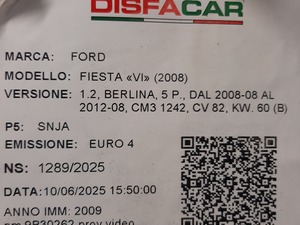 DISFACAR
MARCA: FORD
MODELLO: FIESTA «VI» (2008)
VERSIONE: 1.2, BERLINA, 5 P., DAL 2008-08 AL
2012-08, CM3 1242, CV 82, KW. 60 (B)
P5: SNJA
EMISSIONE: EURO 4
NS: 1289/2025
DATA:10/06/2025 15:50:00
ANNO IMM: 2009
prov video